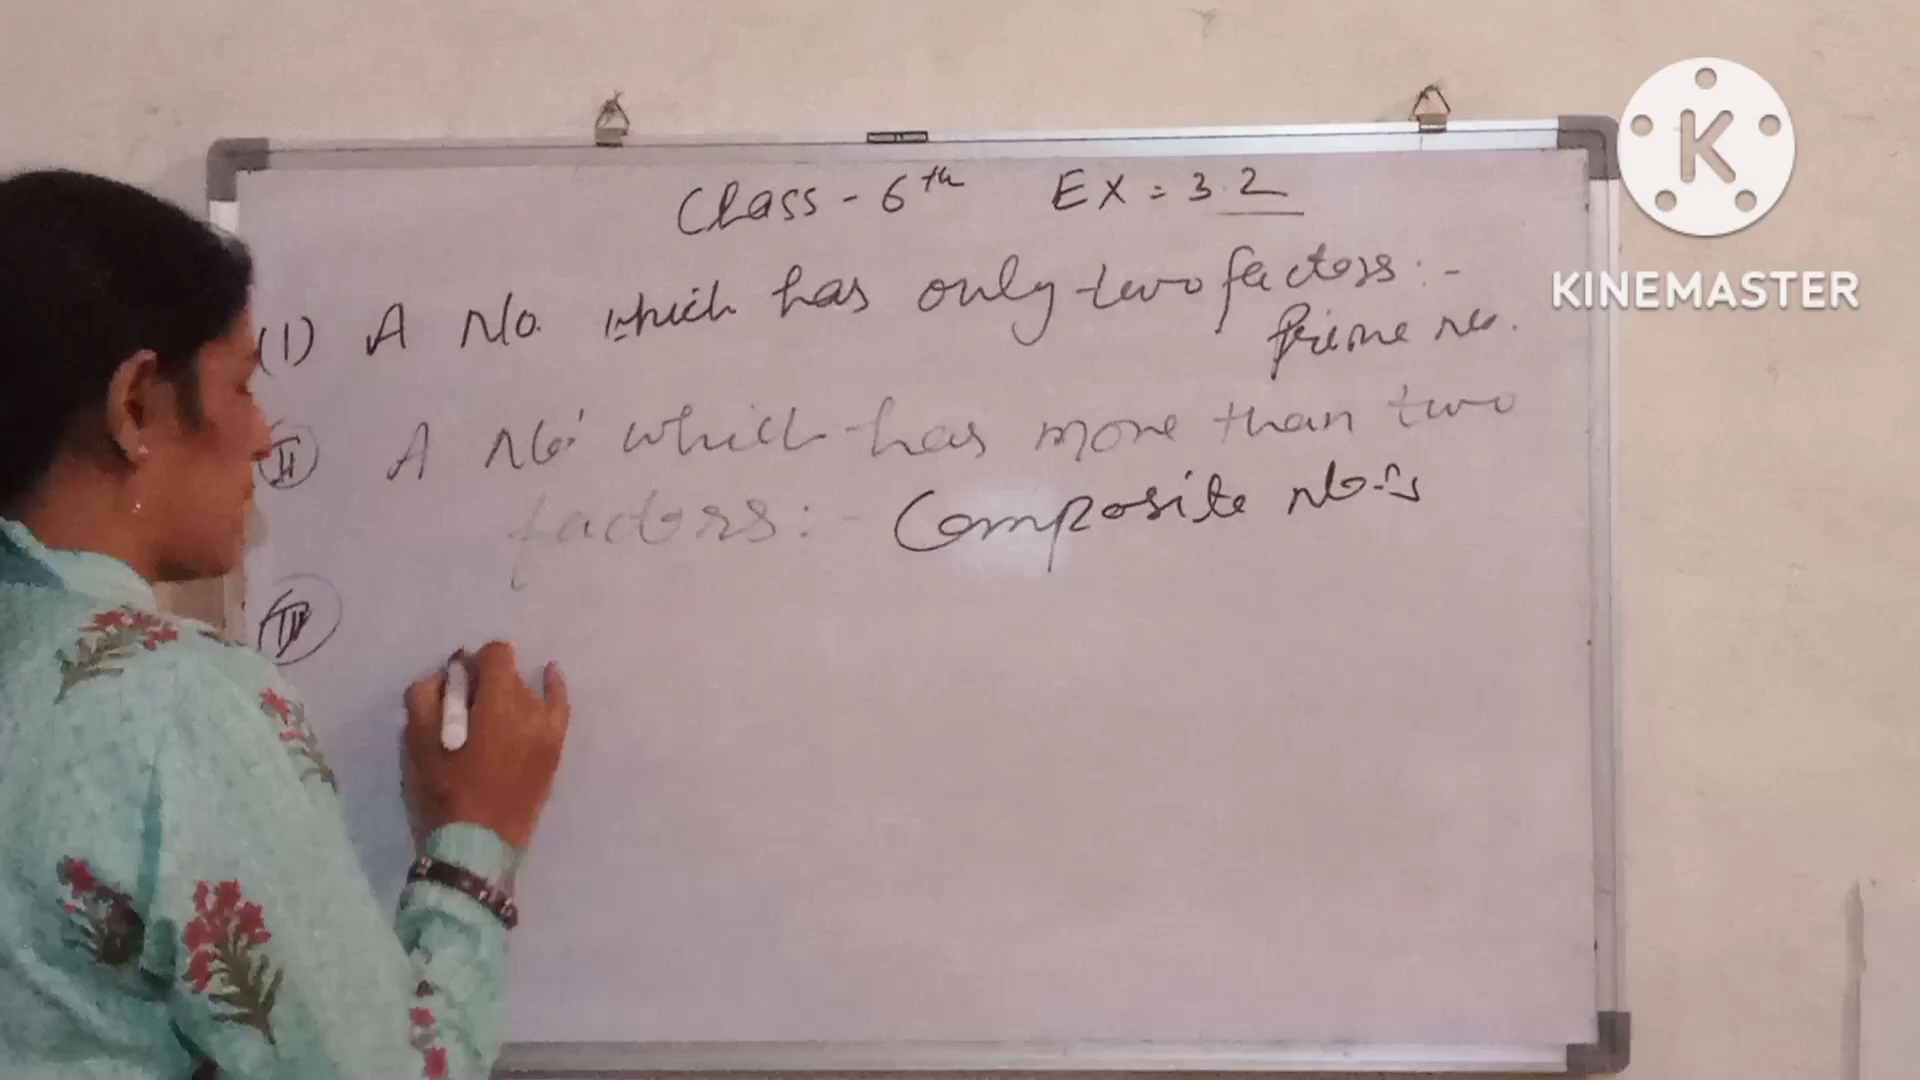 Class - 6th EX = 3.2
(1) A No. which has only two factors :-
Prime no.
(II) A No. which has more than two
factors :- Composite No.'s
(III)
K
KINEMASTER